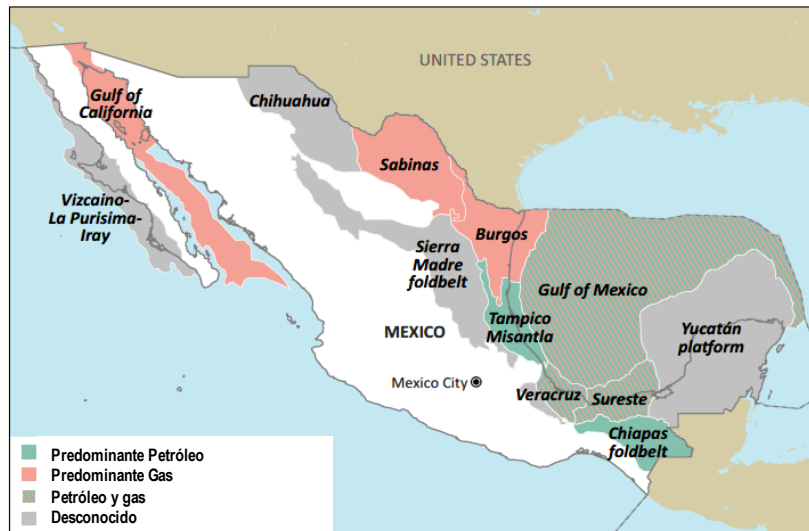 UNITED STATES
Gulf of
California
Chihuahua
Sabinas
Vizcaino-
La Purisima-
Iray
Burgos
Sierra
Madre
foldbelt
Gulf of Mexico
Tampico
Misantla
MEXICO
Yucatán
platform
Mexico City
Veracruz
Sureste
Chiapas
foldbelt
Predominante Petróleo
Predominante Gas
Petróleo y gas
Desconocido